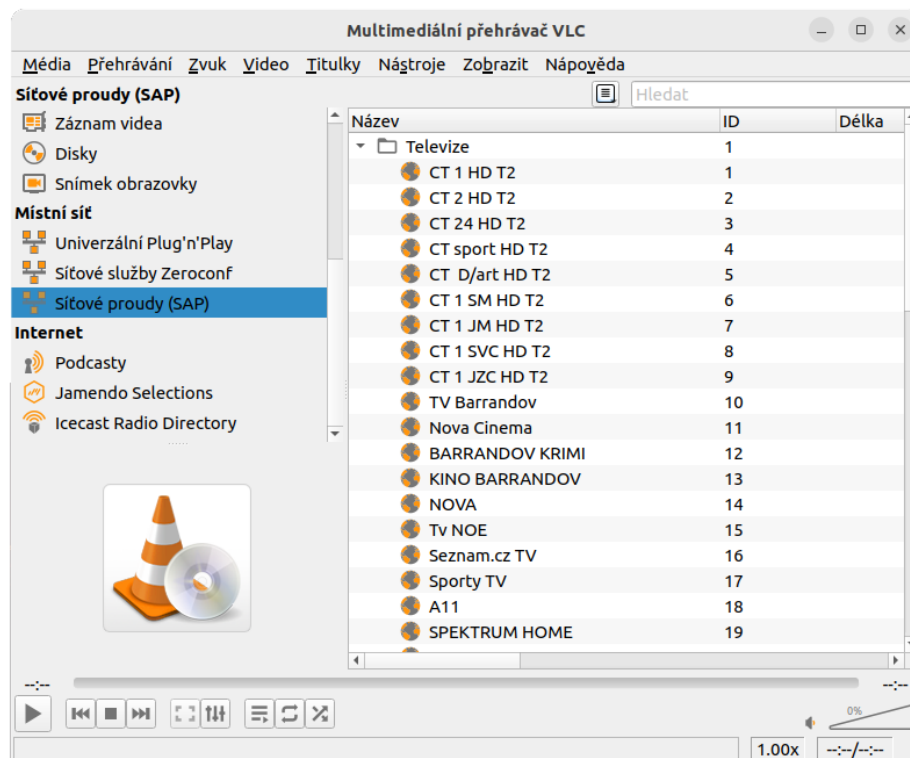 Multimediální přehrávač VLC
Média Přehrávání Zvuk Video Titulky Nástroje Zobrazit Nápověda
Síťové proudy (SAP)
Hledat
Záznam videa
Disky
Snímek obrazovky
Místní síť
Univerzální Plug'n'Play
Síťové služby Zeroconf
Síťové proudy (SAP)
Internet
Podcasty
Jamendo Selections
Icecast Radio Directory
Název ID Délka
Televize 1
CT 1 HD T2 1
CT 2 HD T2 2
CT 24 HD T2 3
CT sport HD T2 4
CT D/art HD T2 5
CT 1 SM HD T2 6
CT 1 JM HD T2 7
CT 1 SVC HD T2 8
CT 1 JZC HD T2 9
TV Barrandov 10
Nova Cinema 11
BARRANDOV KRIMI 12
KINO BARRANDOV 13
NOVA 14
Tv NOE 15
Seznam.cz TV 16
Sporty TV 17
A11 18
SPEKTRUM HOME 19
--:-- --:--
0%
1.00x --:--/--:--